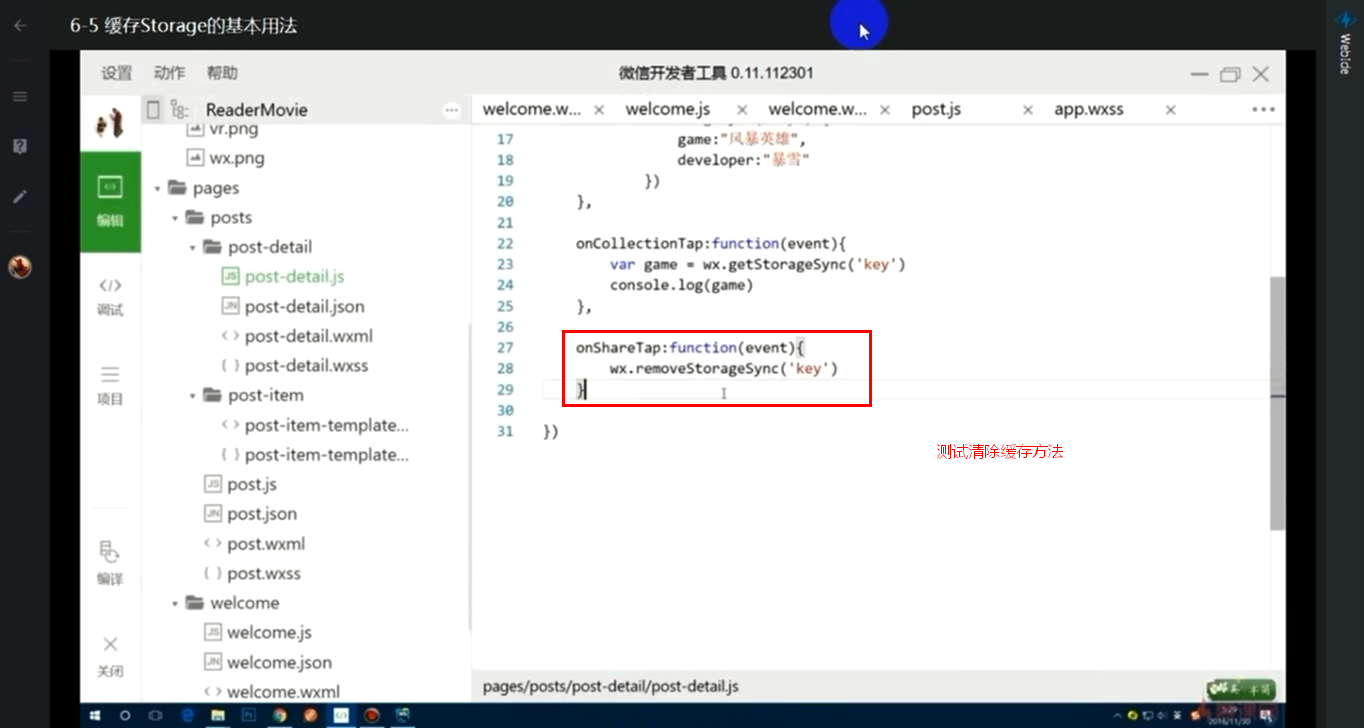 6-5 缓存Storage的基本用法
WebIde
设置 动作 帮助
微信开发者工具 0.11.112301
ReaderMovie
welcome.w... welcome.js welcome.w... post.js app.wxss
编辑
调试
项目
编译
关闭
vr.png
wx.png
pages
posts
post-detail
post-detail.js
post-detail.json
post-detail.wxml
post-detail.wxss
post-item
post-item-template...
post-item-template...
post.js
post.json
post.wxml
post.wxss
welcome
welcome.js
welcome.json
welcome.wxml
17 game:"风暴英雄",
18 developer:"暴雪"
19 })
20 },
21
22 onCollectionTap:function(event){
23 var game = wx.getStorageSync('key')
24 console.log(game)
25 },
26
27 onShareTap:function(event){
28 wx.removeStorageSync('key')
29 }
30
31 })
测试清除缓存方法
pages/posts/post-detail/post-detail.js
5:29
2016/11/30